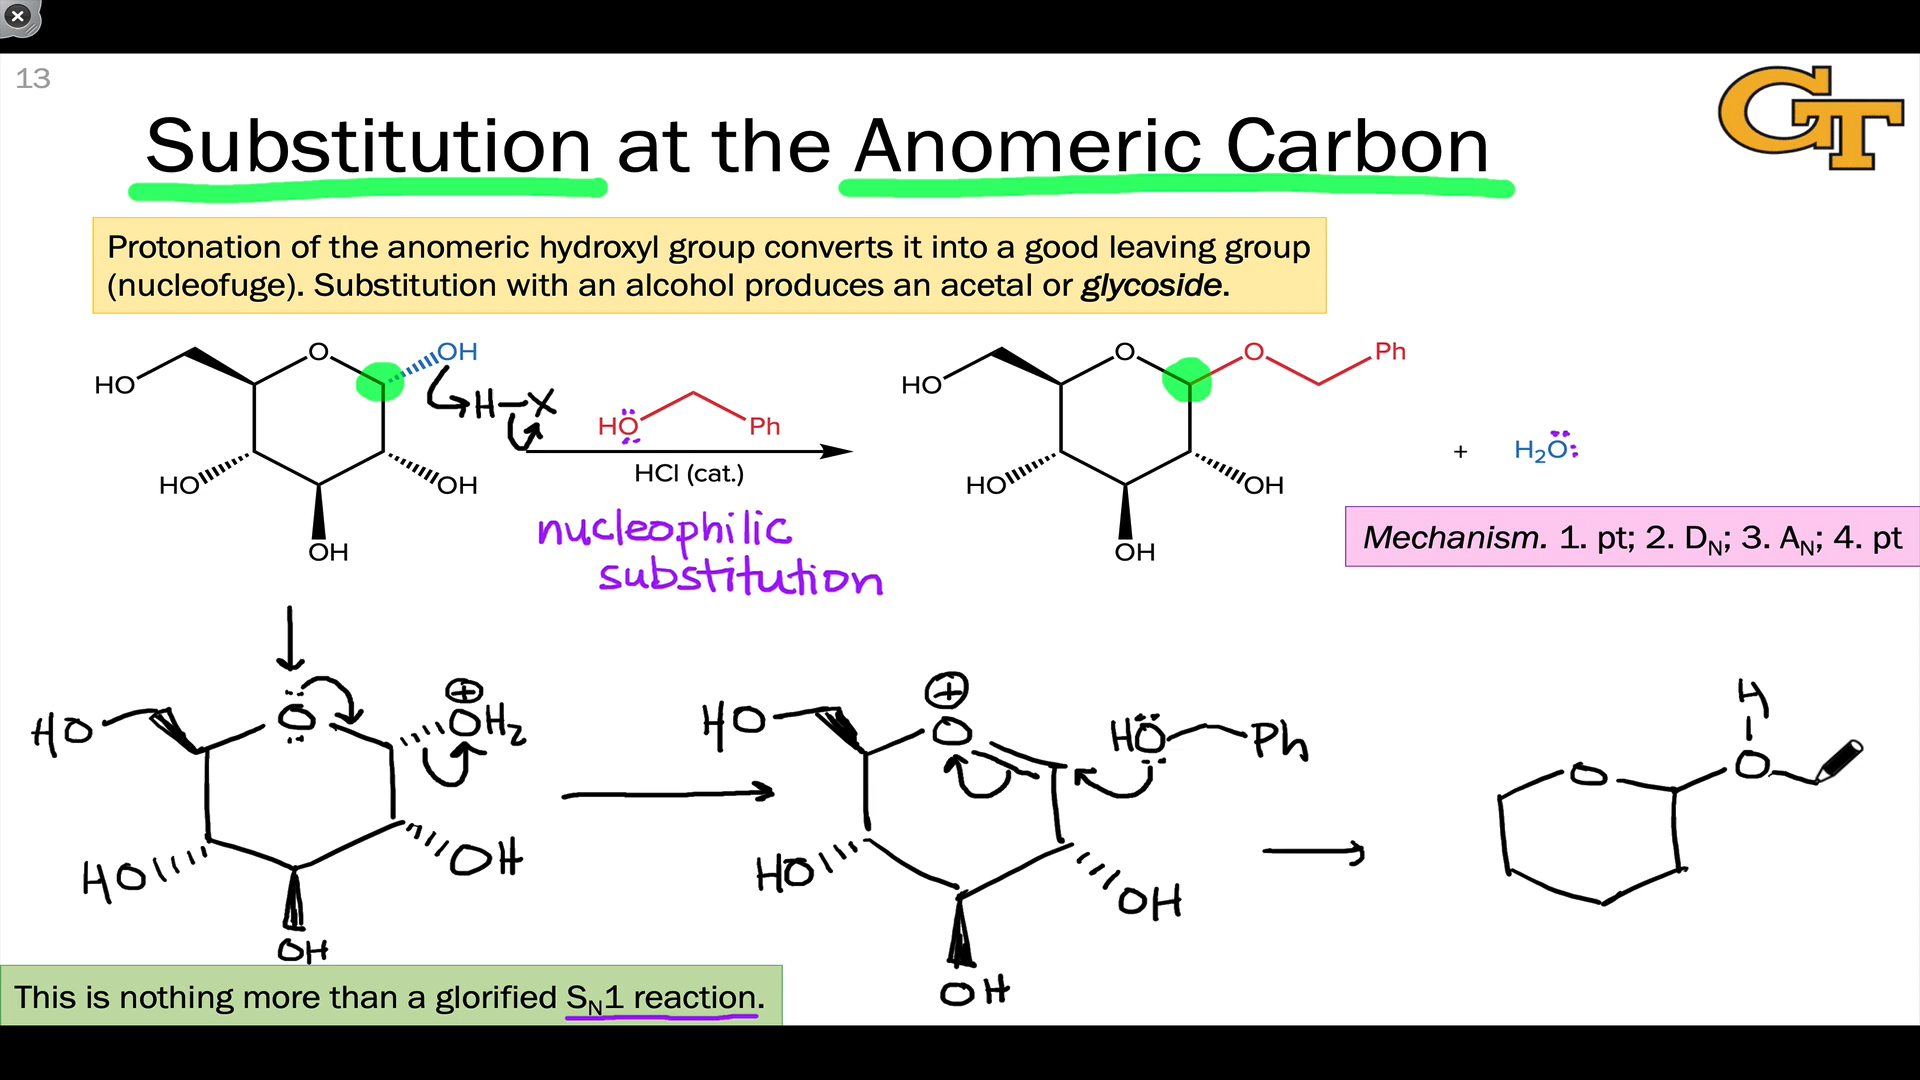 13
GT
Substitution at the Anomeric Carbon
Protonation of the anomeric hydroxyl group converts it into a good leaving group
(nucleofuge). Substitution with an alcohol produces an acetal or glycoside.
HO
O
OH
HO
OH
OH
H–X
HO
Ph
HCl (cat.)
nucleophilic
substitution
HO
O
O
Ph
HO
OH
OH
+
H₂O
Mechanism. 1. pt; 2. D_N; 3. A_N; 4. pt
HO
O
⊕
OH₂
HO
OH
OH
HO
⊕
O
HO
OH
OH
HO
Ph
O
H
O
This is nothing more than a glorified S_N1 reaction.